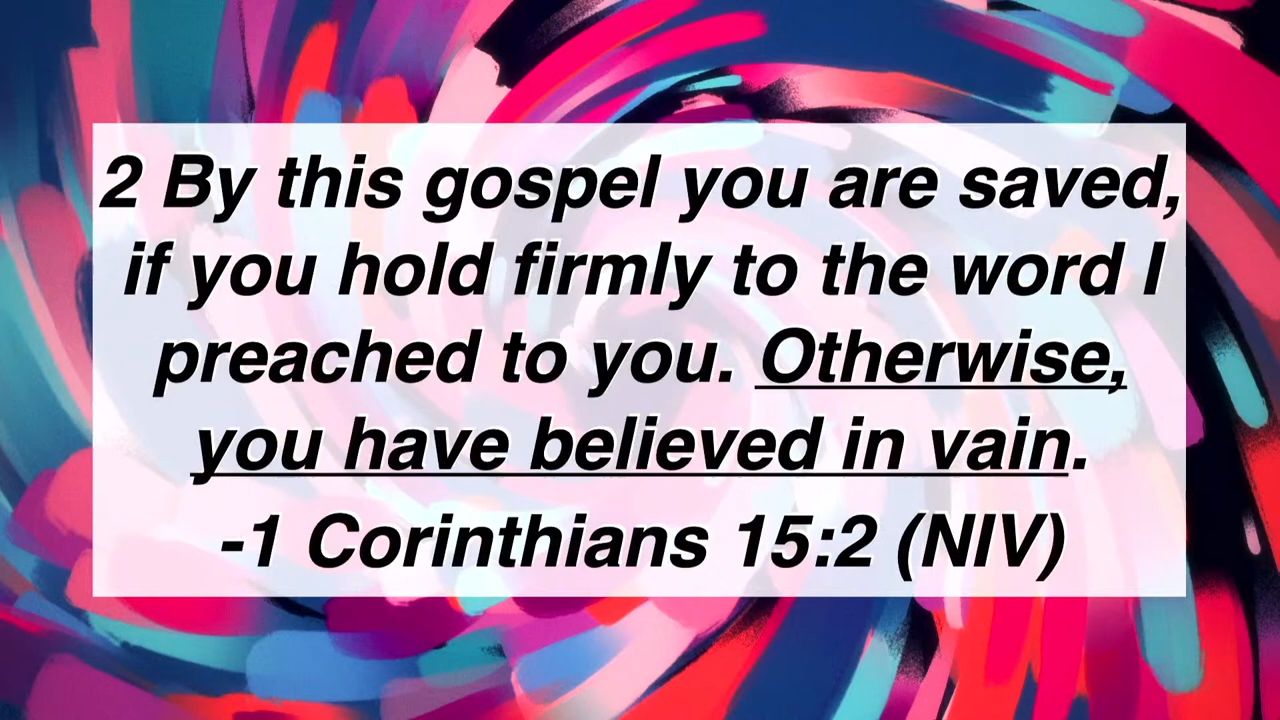 2 By this gospel you are saved,
if you hold firmly to the word I
preached to you. Otherwise,
you have believed in vain.
-1 Corinthians 15:2 (NIV)